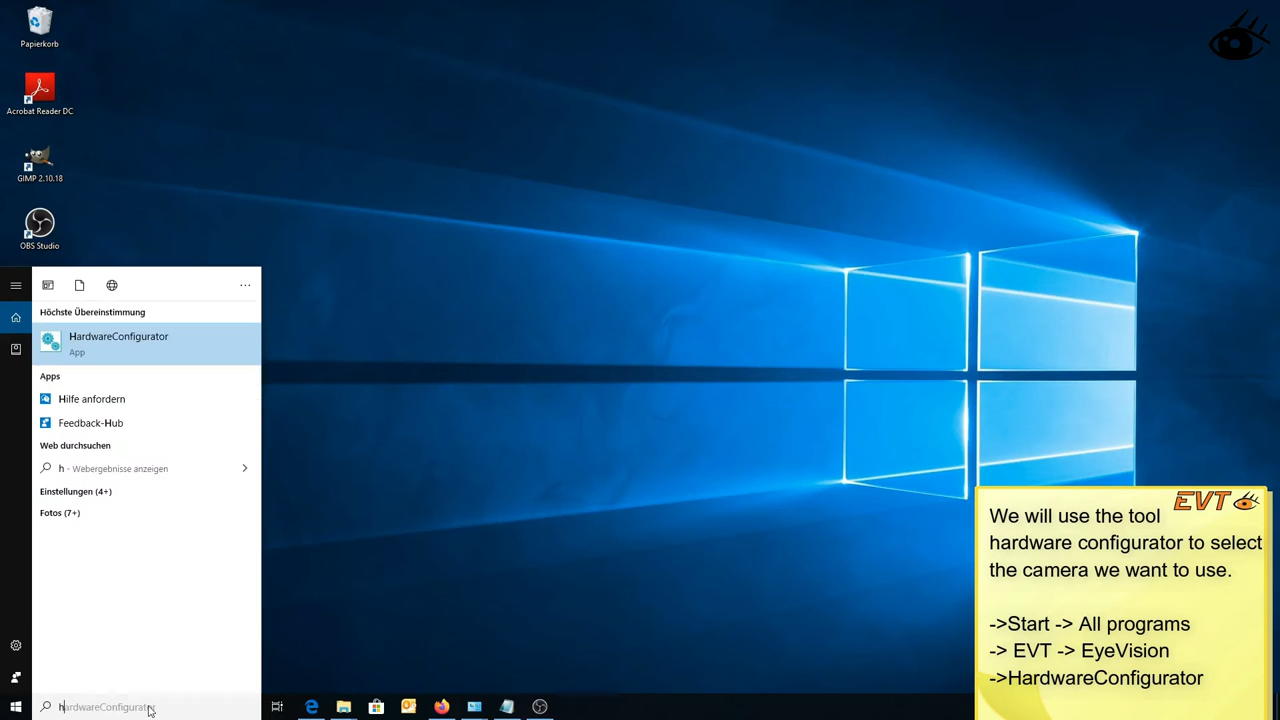 Papierkorb
Acrobat Reader DC
GIMP 2.10.18
OBS Studio
Höchste Übereinstimmung
HardwareConfigurator
App
Apps
Hilfe anfordern
Feedback-Hub
Web durchsuchen
h - Webergebnisse anzeigen
Einstellungen (4+)
Fotos (7+)
hardwareConfigurator
EVT
We will use the tool
hardware configurator to select
the camera we want to use.
->Start -> All programs
-> EVT -> EyeVision
->HardwareConfigurator